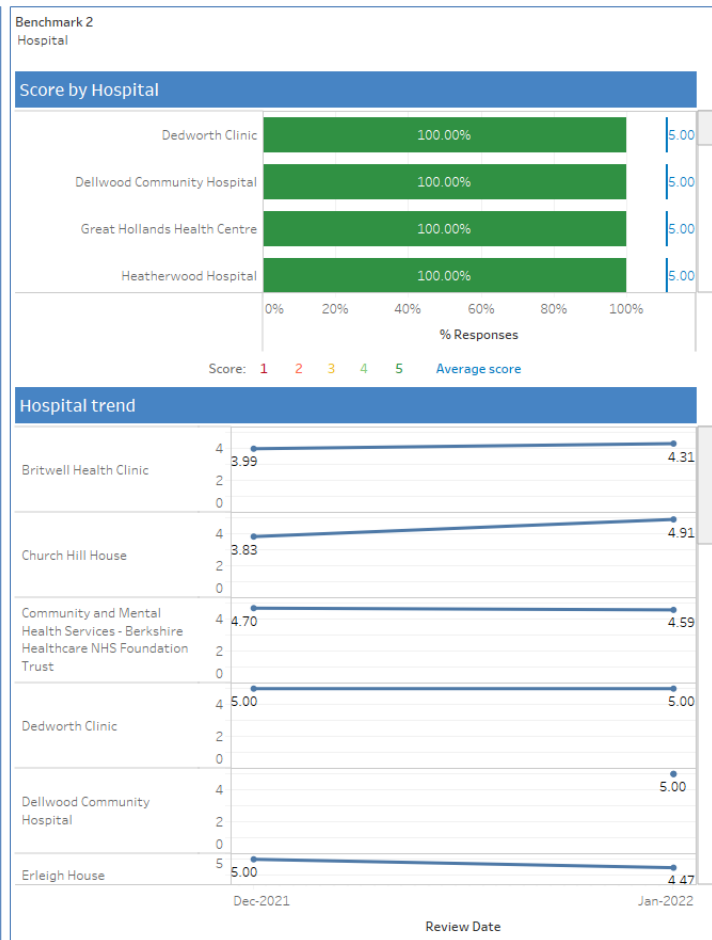 Benchmark 2
Hospital
Score by Hospital
Dedworth Clinic 100.00% 5.00
Dellwood Community Hospital 100.00% 5.00
Great Hollands Health Centre 100.00% 5.00
Heatherwood Hospital 100.00% 5.00
0% 20% 40% 60% 80% 100%
% Responses
Score: 1 2 3 4 5 Average score
Hospital trend
4
3.99 4.31
Britwell Health Clinic
2
0
4
3.83 4.91
Church Hill House
2
0
Community and Mental
Health Services - Berkshire
Healthcare NHS Foundation
Trust
4
4.70 4.59
2
0
4
5.00 5.00
Dedworth Clinic
2
0
4
5.00
Dellwood Community
Hospital
2
0
5
5.00 4.47
Erleigh House
Dec-2021 Jan-2022
Review Date